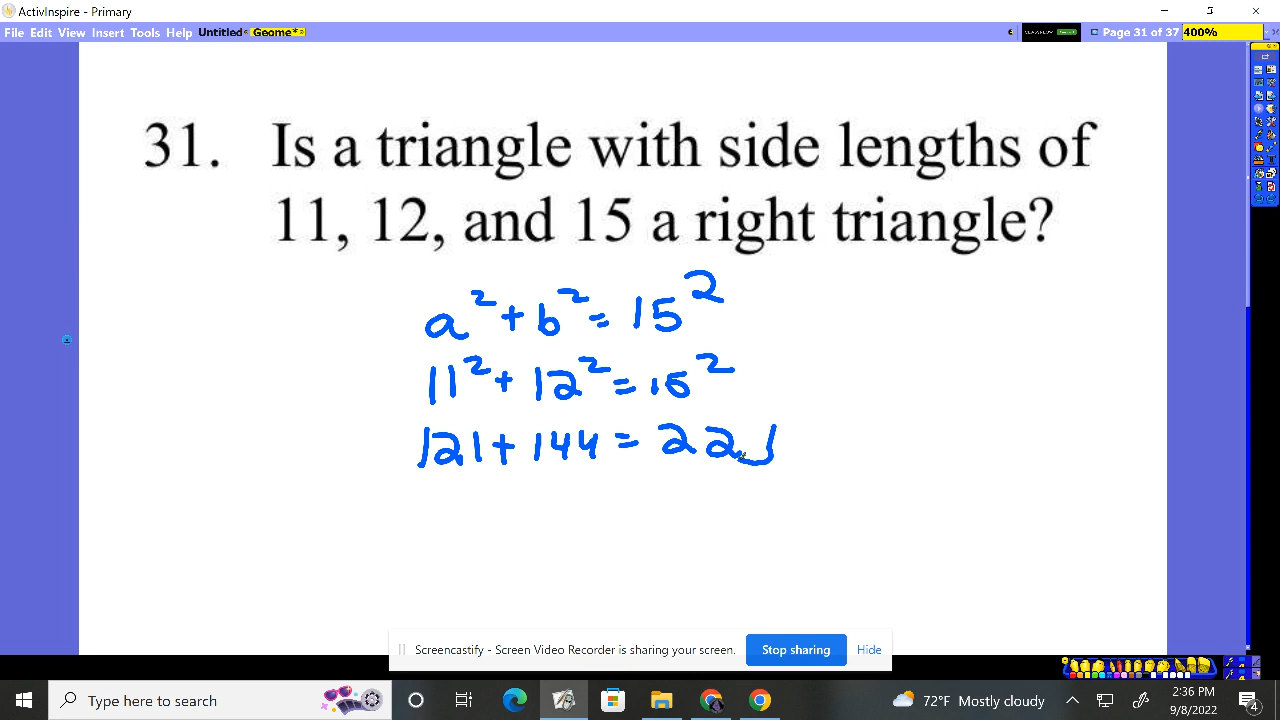 ActivInspire - Primary
File Edit View Insert Tools Help Untitled* Geome*
Page 31 of 37 400%
31. Is a triangle with side lengths of
11, 12, and 15 a right triangle?
a² + b² = 15²
11² + 12² = 15²
121 + 144 = 22
Screencastify - Screen Video Recorder is sharing your screen. Stop sharing Hide
Type here to search
72°F Mostly cloudy
2:36 PM
9/8/2022
4